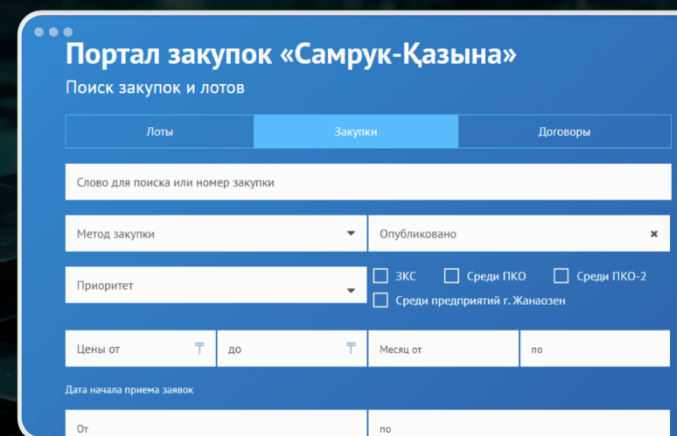 Портал закупок «Самрук-Қазына»
Поиск закупок и лотов
Лоты Закупки Договоры
Слово для поиска или номер закупки
Метод закупки Опубликовано
Приоритет ЗКС Среди ПКО Среди ПКО-2
Среди предприятий г. Жанаозен
Цены от ₸ до ₸ Месяц от по
Дата начала приема заявок
От по